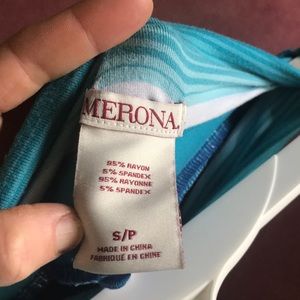 MERONA
95% RAYON
5% SPANDEX
95% RAYONNE
5% SPANDEX
S/P
MADE IN CHINA
FABRIQUÉ EN CHINE